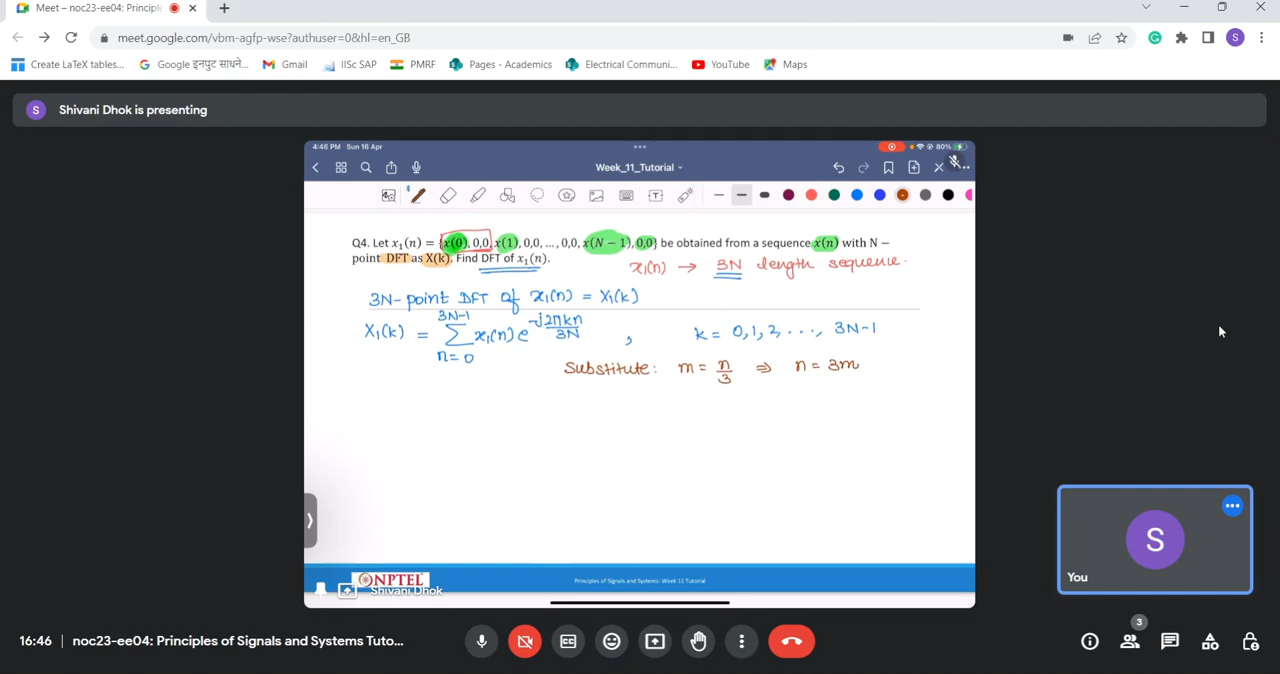 Meet – noc23-ee04: Principle
meet.google.com/vbm-agfp-wse?authuser=0&hl=en_GB
Create LaTeX tables... Google इनपुट साधने... Gmail IISc SAP PMRF Pages - Academics Electrical Communi... YouTube Maps
S Shivani Dhok is presenting
4:46 PM Sun 16 Apr 80%
Week_11_Tutorial
Q4. Let x₁(n) = {x(0), 0,0, x(1), 0,0, …, 0,0, x(N − 1), 0,0} be obtained from a sequence x(n) with N −
point DFT as X(k). Find DFT of x₁(n).
x₁(n) → 3N length sequence.
3N-point DFT of x₁(n) = X₁(k)
X₁(k) = Σ_{n=0}^{3N-1} x₁(n) e^{-j2πkn/3N} , k = 0,1,2, ..., 3N-1
Substitute: m = n/3 ⇒ n = 3m
S
You
NPTEL
Principles of Signals and Systems: Week 11 Tutorial
Shivani Dhok
3
16:46 | noc23-ee04: Principles of Signals and Systems Tuto...